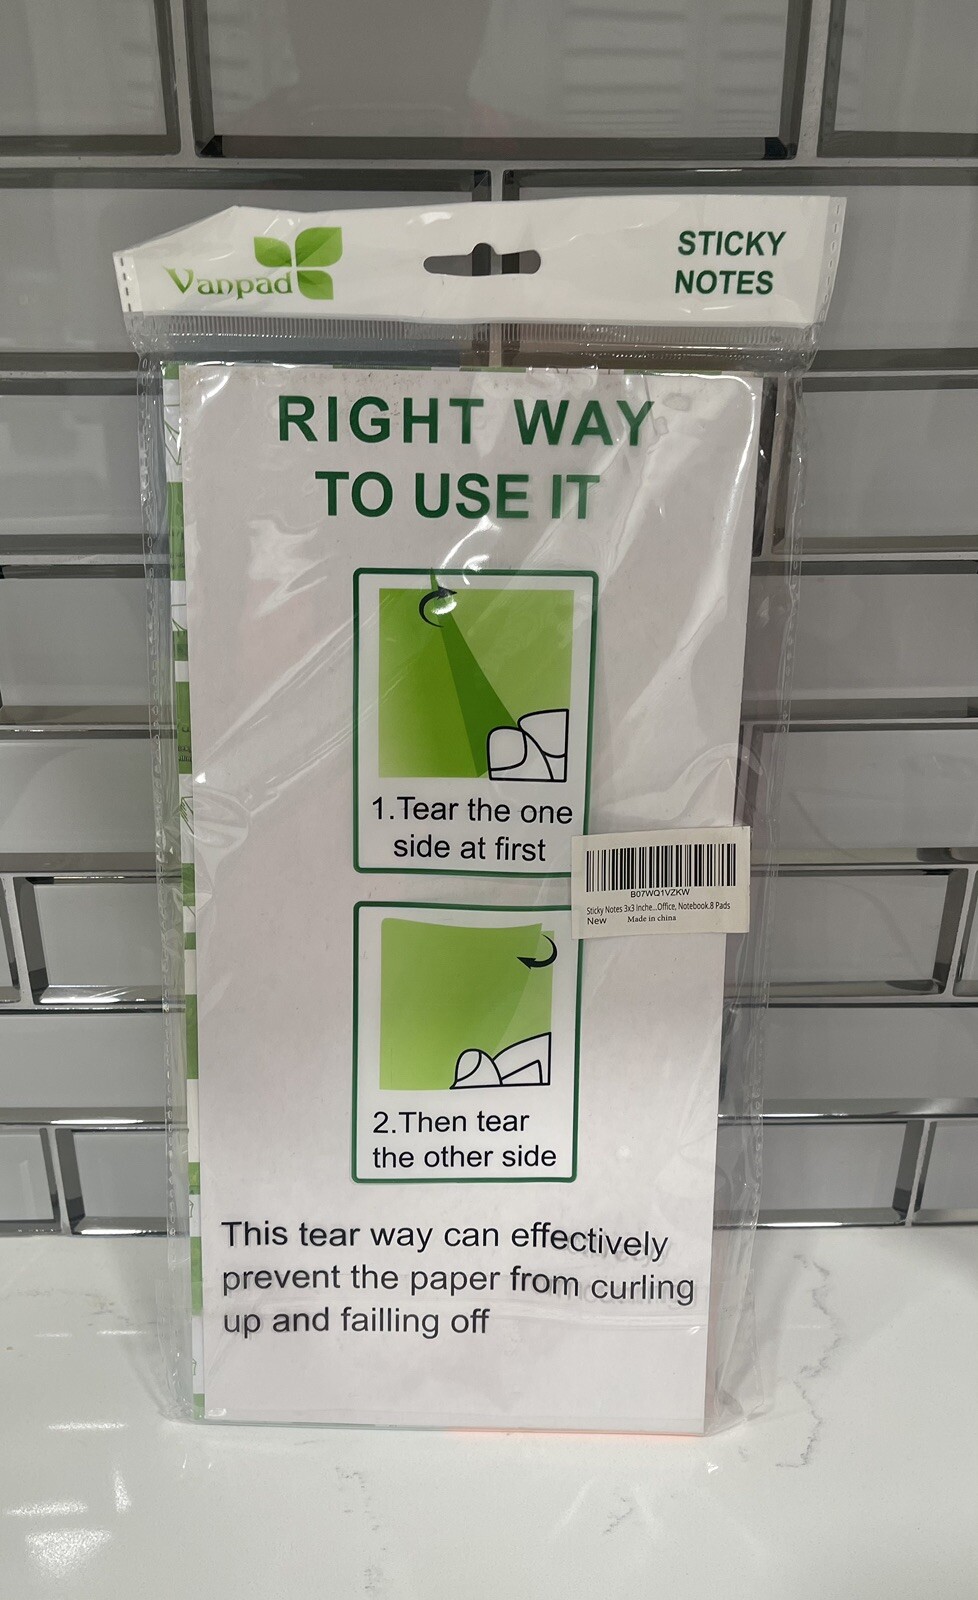 Vanpad
STICKY
NOTES
RIGHT WAY
TO USE IT
1.Tear the one
side at first
B07WQ1VZKW
Sticky Notes 3x3 Inche...Office, Notebook.8 Pads
New Made in china
2.Then tear
the other side
This tear way can effectively
prevent the paper from curling
up and failling off